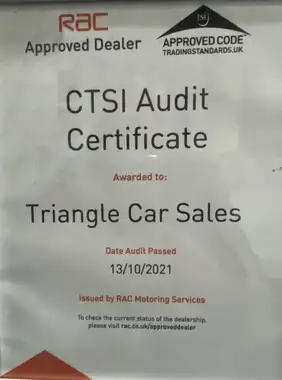 RAC
Approved Dealer
APPROVED CODE
TRADINGSTANDARDS.UK
CTSI Audit
Certificate
Awarded to:
Triangle Car Sales
Date Audit Passed
13/10/2021
Issued by RAC Motoring Services
To check the current status of the dealership,
please visit rac.co.uk/approveddealer